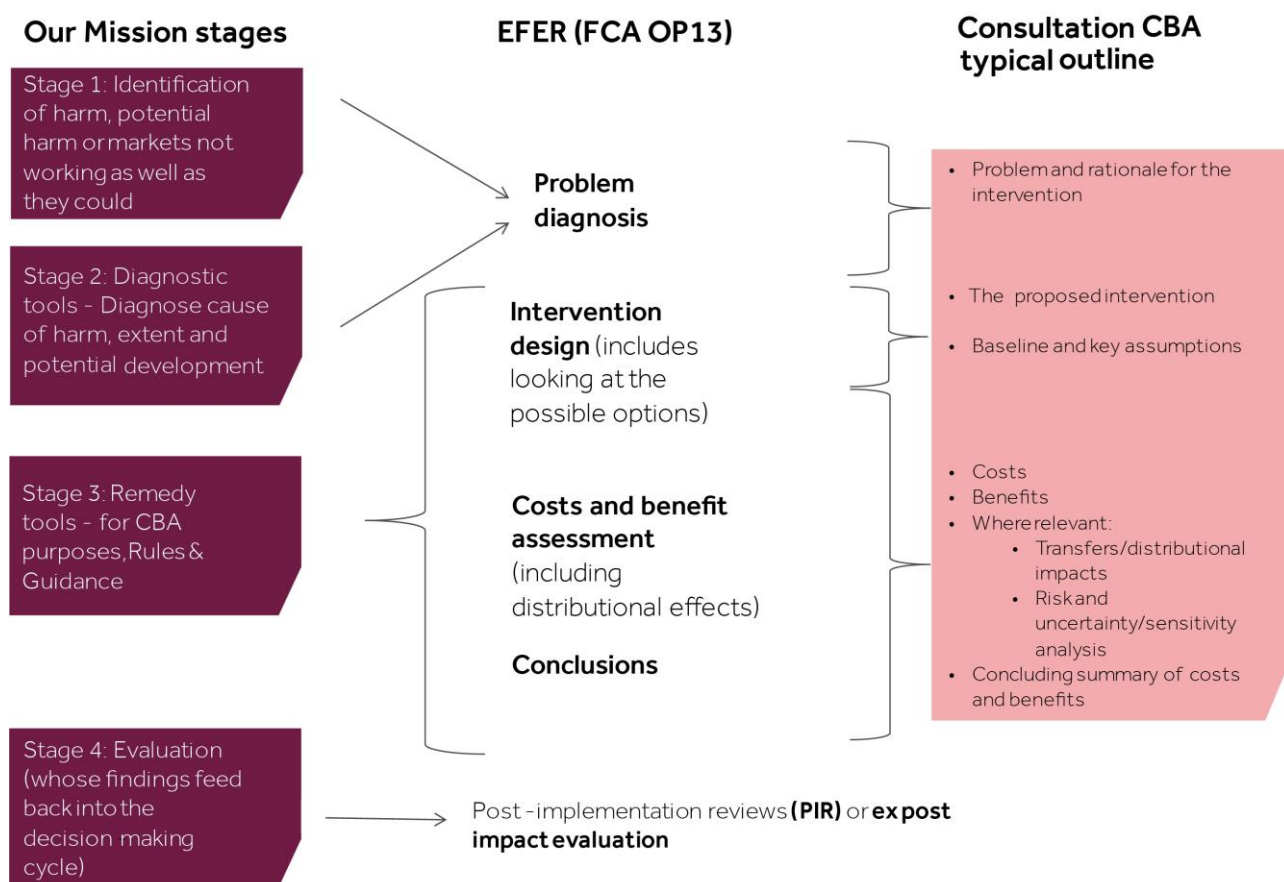 Our Mission stages
Stage 1: Identification
of harm, potential
harm or markets not
working as well as
they could
Stage 2: Diagnostic
tools - Diagnose cause
of harm, extent and
potential development
Stage 3: Remedy
tools - for CBA
purposes, Rules &
Guidance
Stage 4: Evaluation
(whose findings feed
back into the
decision making
cycle)
EFER (FCA OP13)
Problem
diagnosis
Intervention
design (includes
looking at the
possible options)
Costs and benefit
assessment
(including
distributional effects)
Conclusions
Post-implementation reviews (PIR) or ex post
impact evaluation
Consultation CBA
typical outline
• Problem and rationale for the
intervention
• The proposed intervention
• Baseline and key assumptions
• Costs
• Benefits
• Where relevant:
• Transfers/distributional
impacts
• Risk and
uncertainty/sensitivity
analysis
• Concluding summary of costs
and benefits